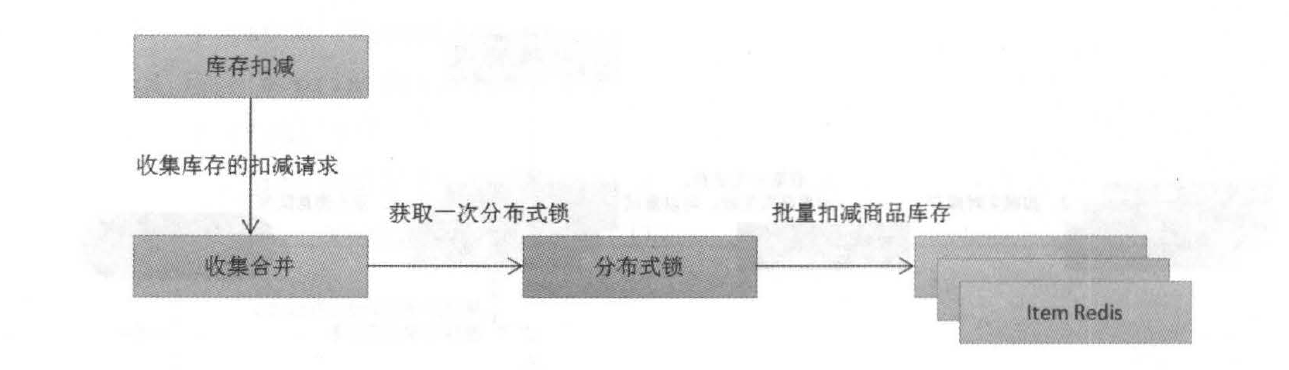 库存扣减
收集库存的扣减请求
获取一次分布式锁
批量扣减商品库存
收集合并
分布式锁
Item Redis